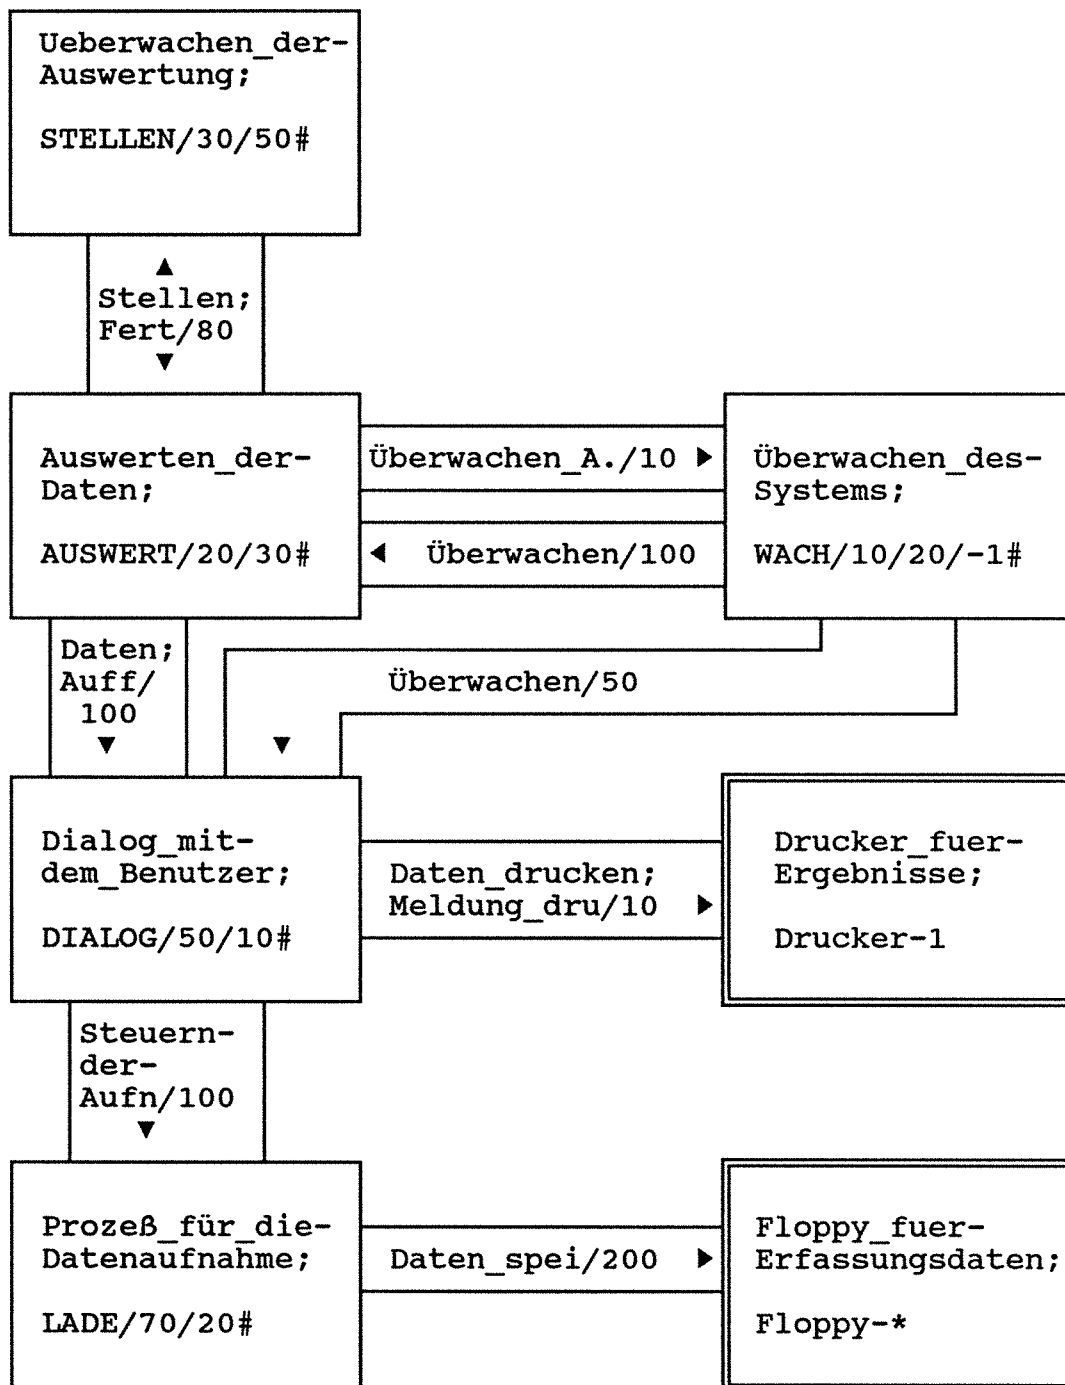 Ueberwachen_der-
Auswertung;
STELLEN/30/50#
Stellen;
Fert/80
Auswerten_der-
Daten;
AUSWERT/20/30#
Überwachen_A./10
Überwachen/100
Überwachen_des-
Systems;
WACH/10/20/-1#
Daten;
Auff/
100
Überwachen/50
Dialog_mit-
dem_Benutzer;
DIALOG/50/10#
Daten_drucken;
Meldung_dru/10
Drucker_fuer-
Ergebnisse;
Drucker-1
Steuern-
der-
Aufn/100
Prozeß_für_die-
Datenaufnahme;
LADE/70/20#
Daten_spei/200
Floppy_fuer-
Erfassungsdaten;
Floppy-*